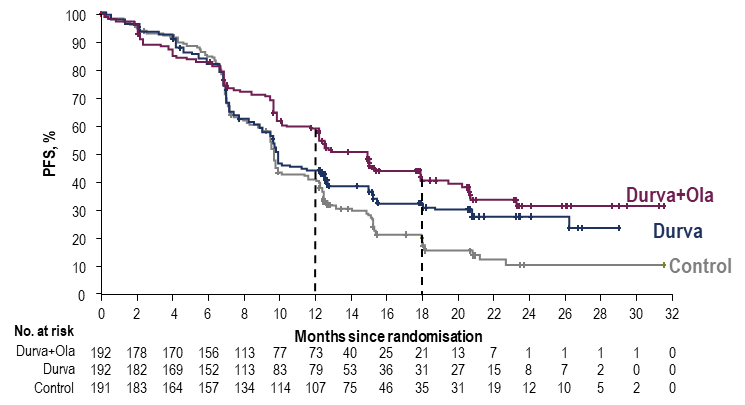 100
90
80
70
60
50
40
30
20
10
0
PFS, %
Durva+Ola
Durva
Control
0 2 4 6 8 10 12 14 16 18 20 22 24 26 28 30 32
No. at risk
Months since randomisation
Durva+Ola 192 178 170 156 113 77 73 40 25 21 13 7 1 1 1 1 0
Durva 192 182 169 152 113 83 79 53 36 31 27 15 8 7 2 0 0
Control 191 183 164 157 134 114 107 75 46 35 31 19 12 10 5 2 0